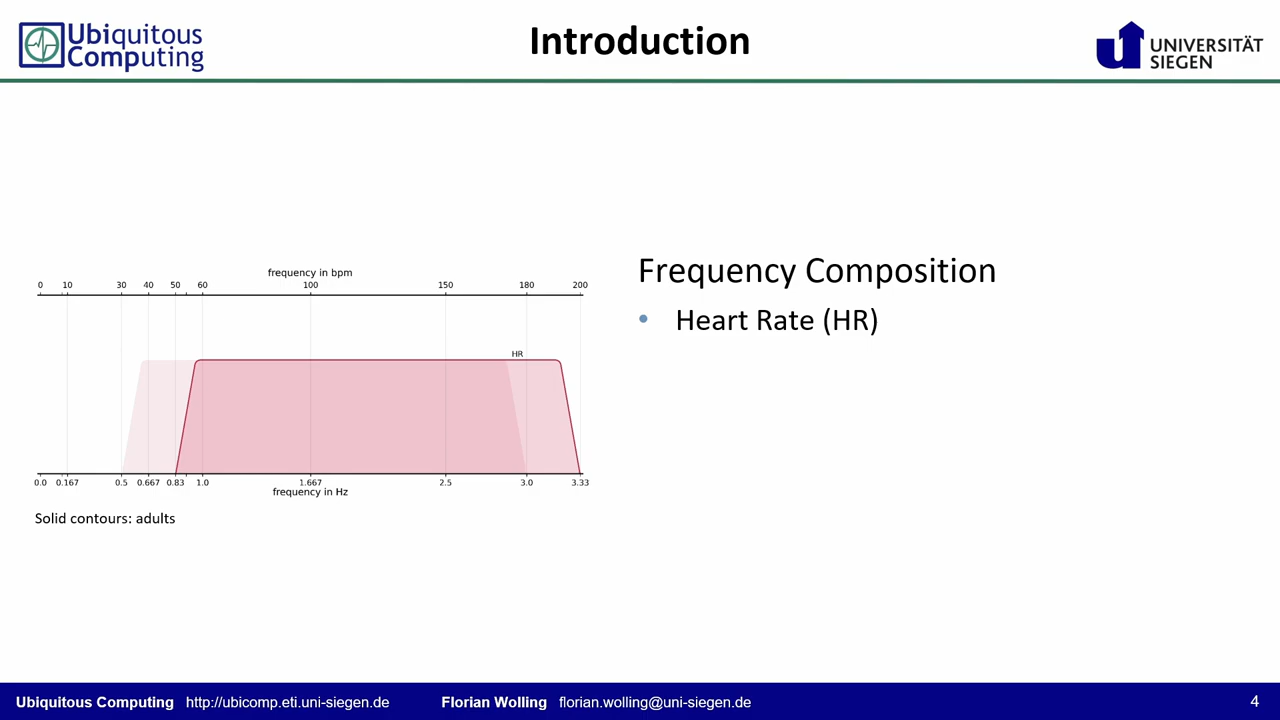 Ubiquitous
Computing
Introduction
UNIVERSITÄT
SIEGEN
frequency in bpm
0 10 30 40 50 60 100 150 180 200
HR
0.0 0.167 0.5 0.667 0.83 1.0 1.667 2.5 3.0 3.33
frequency in Hz
Solid contours: adults
Frequency Composition
• Heart Rate (HR)
Ubiquitous Computing http://ubicomp.eti.uni-siegen.de Florian Wolling florian.wolling@uni-siegen.de 4